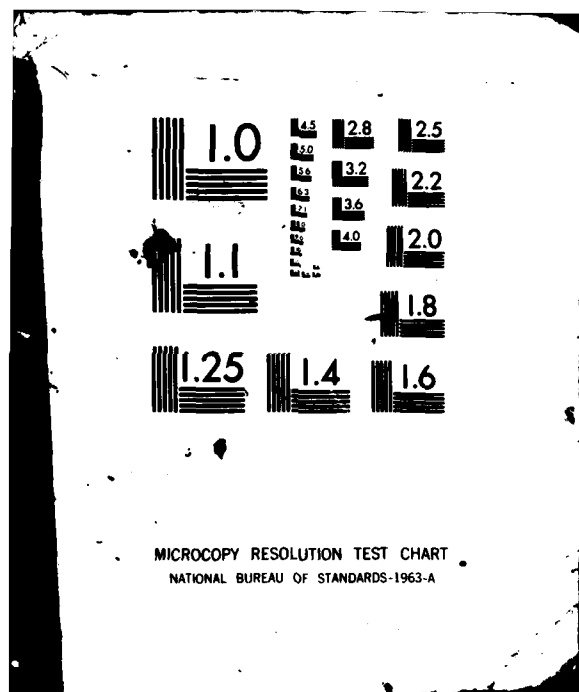 1.0 4.5 2.8 2.5
5.0
5.6 3.2 2.2
6.3
7.1 3.6
4.0 2.0
1.1
1.8
1.25 1.4 1.6
MICROCOPY RESOLUTION TEST CHART
NATIONAL BUREAU OF STANDARDS-1963-A